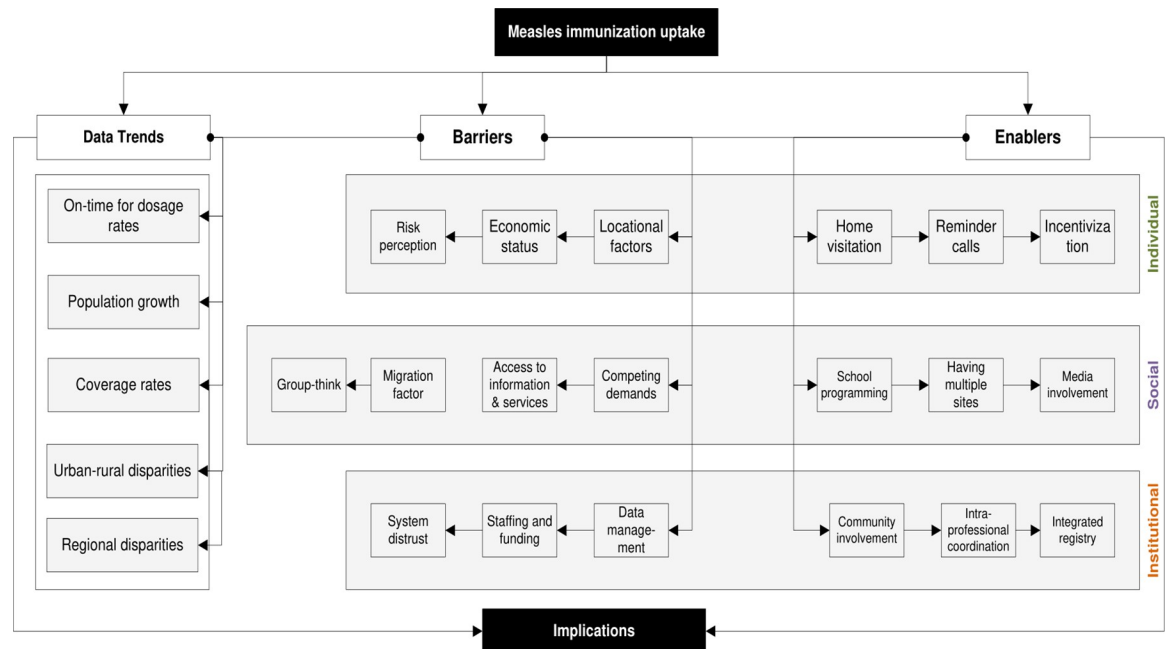 Measles immunization uptake
Data Trends
Barriers
Enablers
On-time for dosage
rates
Population growth
Coverage rates
Urban-rural disparities
Regional disparities
Risk
perception
Economic
status
Locational
factors
Home
visitation
Reminder
calls
Incentiviza
tion
Individual
Group-think
Migration
factor
Access to
information
& services
Competing
demands
School
programming
Having
multiple
sites
Media
involvement
Social
System
distrust
Staffing and
funding
Data
manage-
ment
Community
involvement
Intra-
professional
coordination
Integrated
registry
Institutional
Implications